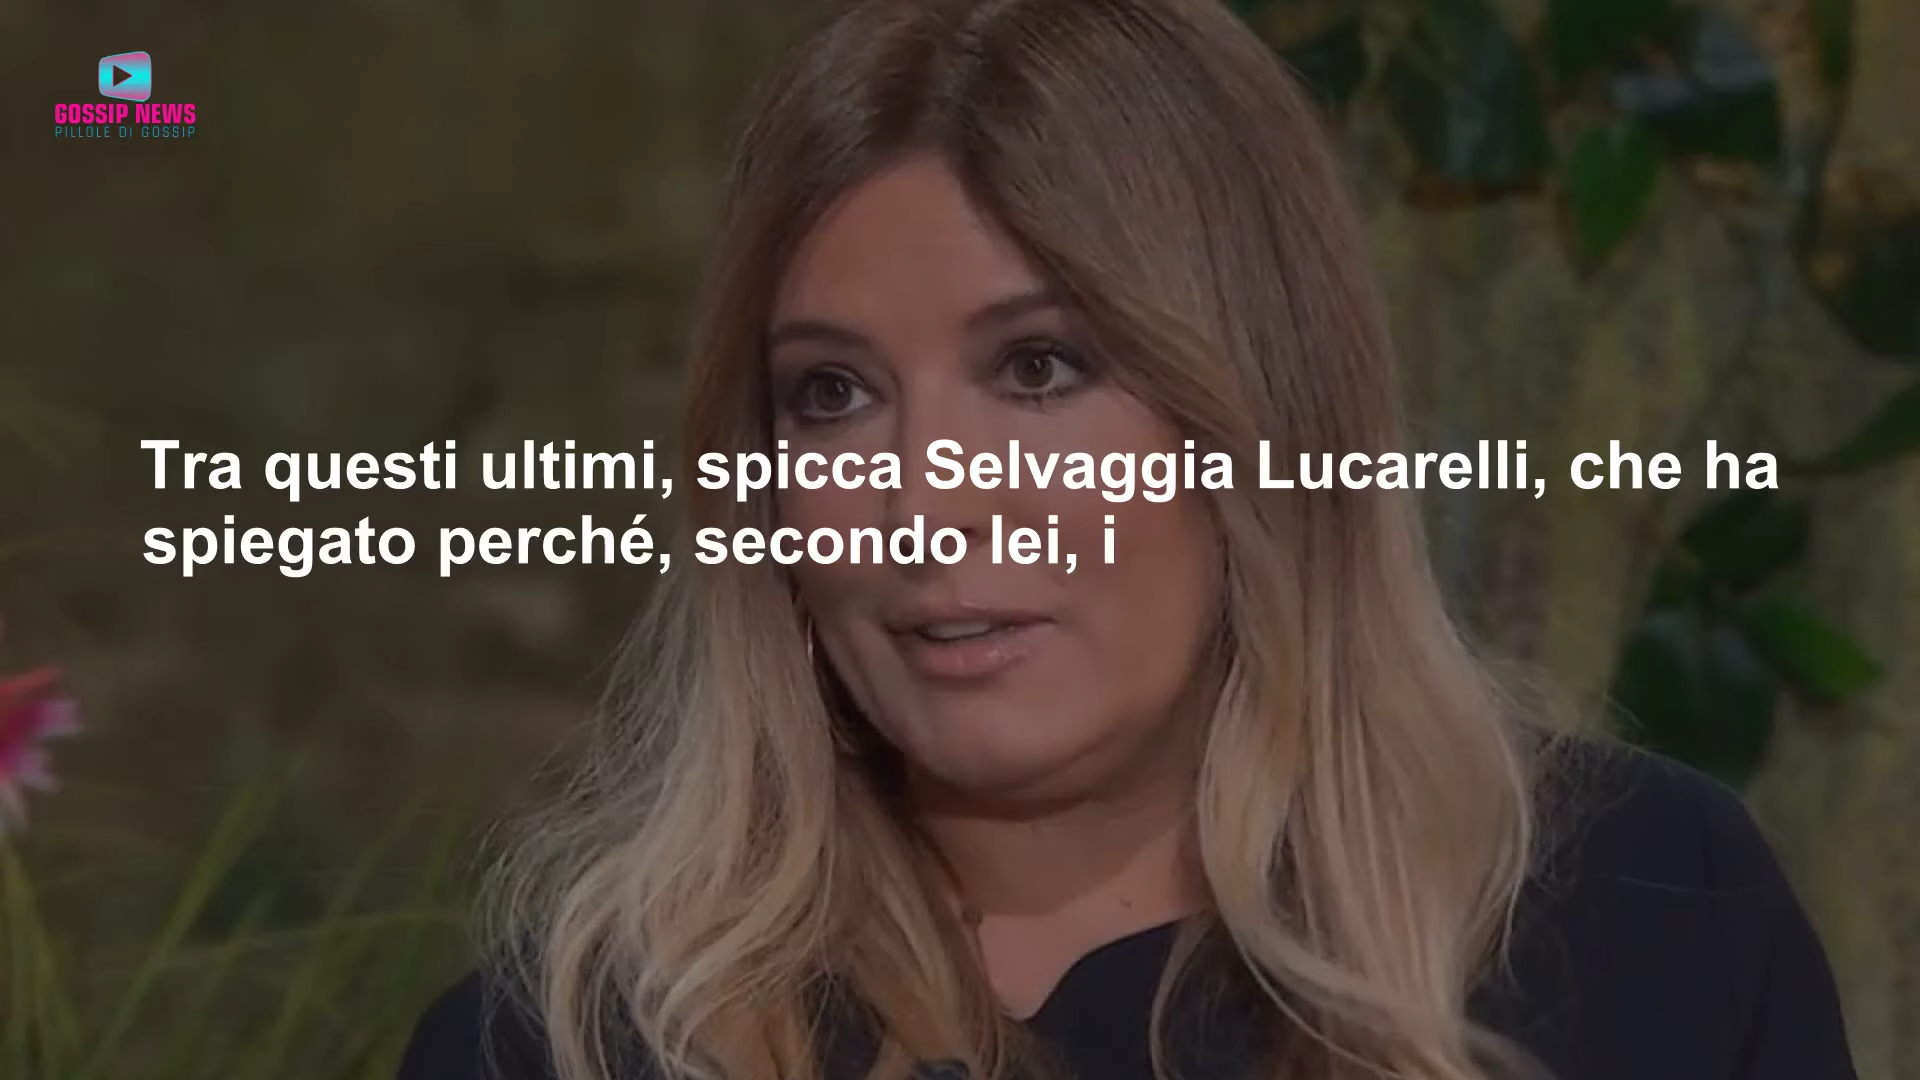 GOSSIP NEWS
PILLOLE DI GOSSIP
Tra questi ultimi, spicca Selvaggia Lucarelli, che ha
spiegato perché, secondo lei, i